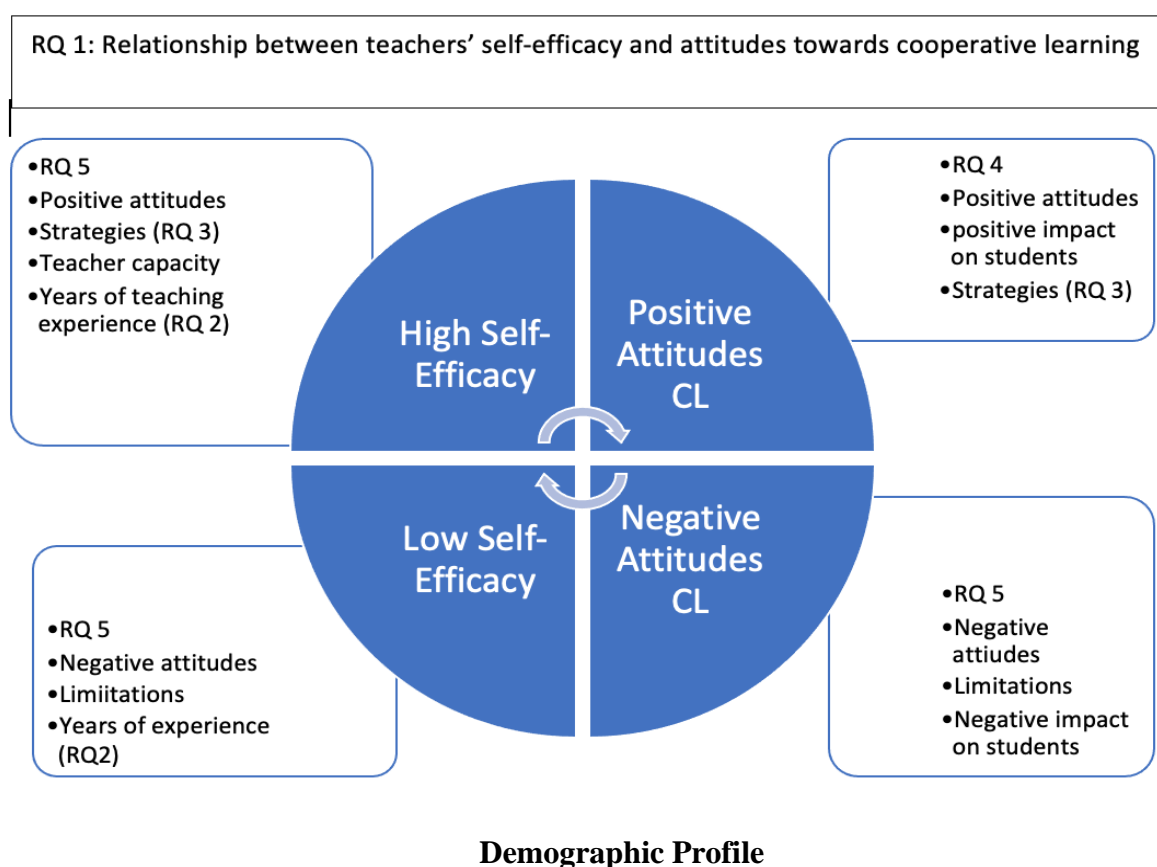 RQ 1: Relationship between teachers’ self-efficacy and attitudes towards cooperative learning
•RQ 5
•Positive attitudes
•Strategies (RQ 3)
•Teacher capacity
•Years of teaching
experience (RQ 2)
•RQ 4
•Positive attitudes
•positive impact
on students
•Strategies (RQ 3)
High Self-
Efficacy
Positive
Attitudes
CL
Low Self-
Efficacy
Negative
Attitudes
CL
•RQ 5
•Negative attitudes
•Limiitations
•Years of experience
(RQ2)
•RQ 5
•Negative
attiudes
•Limitations
•Negative impact
on students
Demographic Profile